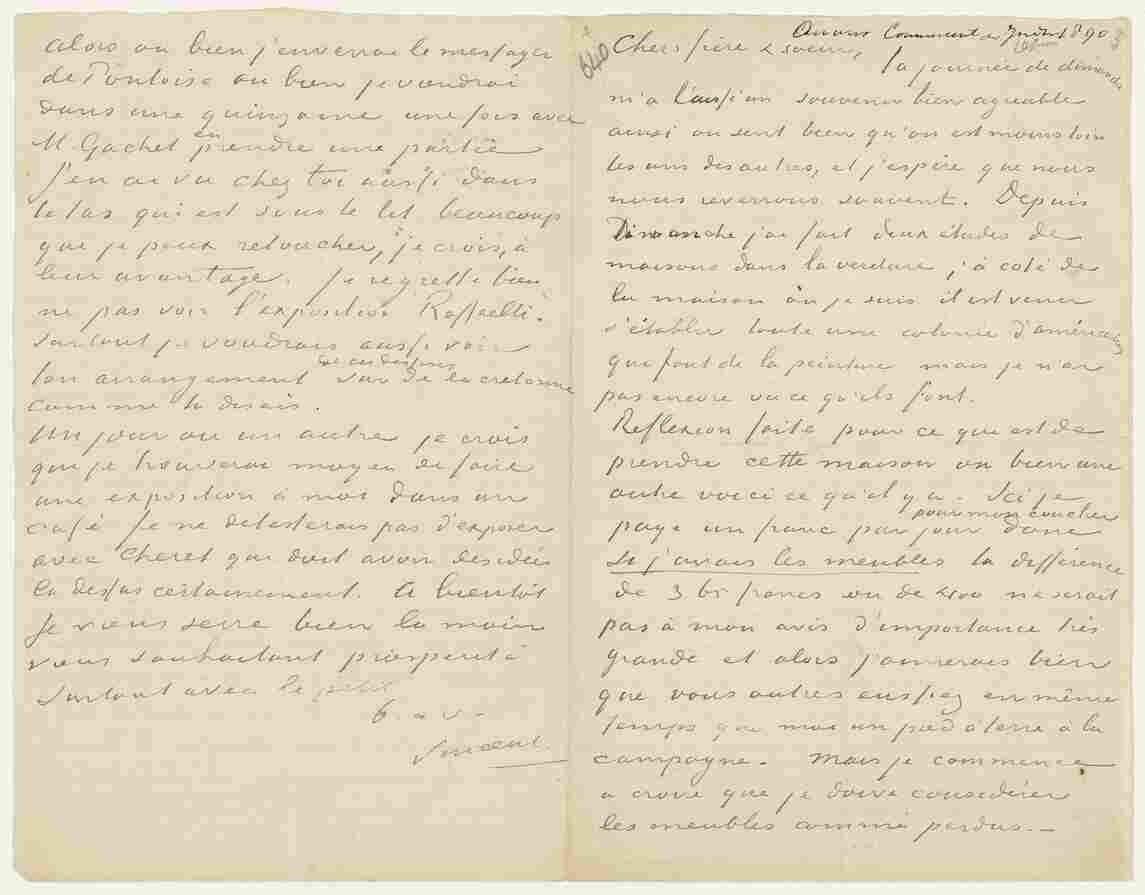 Auvers Commencement de Juillet 1890
Juin
640
Chers frère & soeur,
la journée de dimanche
m'a laissé un souvenir bien agreable
ainsi on sent bien qu'on est moins loin
les uns des autres, et j'espère que nous
nous reverrons souvent. Depuis
Dimanche j'ai fait deux études de
maisons dans la verdure, à coté de
la maison ou je suis il est venu
s'établir toute une colonie d'américains
qui font de la peinture mais je n'ai
pas encore vu ce qu'ils font.
Reflexion faite pour ce qui est de
prendre cette maison ou bien une
autre voici ce qu'il y a. Ici je
paye un franc par jour pour mon coucher donc
si j'avais les meubles la différence
de 365 francs ou de 400 ne serait
pas à mon avis d'importance très
grande et alors j'aimerais bien
que vous autres eussiez en même
temps que moi un pied à terre à la
campagne. Mais je commence
a croire que je doive considérer
les meubles comme perdus. —
alors ou bien j'enverrai le messager
de Pontoise ou bien je viendrai
dans une quinzaine une fois avec
M. Gachet en prendre une partie
J'en ai vu chez toi aussi dans
le tas qui est sous le lit beaucoup
que je peux retoucher, je crois, à
leur avantage. Je regrette bien
ne pas voir l'exposition Raffaelli.
Surtout je voudrais aussi voir
ton arrangement de ces dessins sur de la cretonne
comme tu disais.
Un jour ou un autre je crois
que je trouverai moyen de faire
une exposition à moi dans un
café Je ne detesterais pas d'exposer
avec Cheret qui doit avoir des idées
la dessus certainement. a bientôt
Je vous serre bien la main
vous souhaitant prospérité
surtout avec le petit
t. à v.
Vincent.